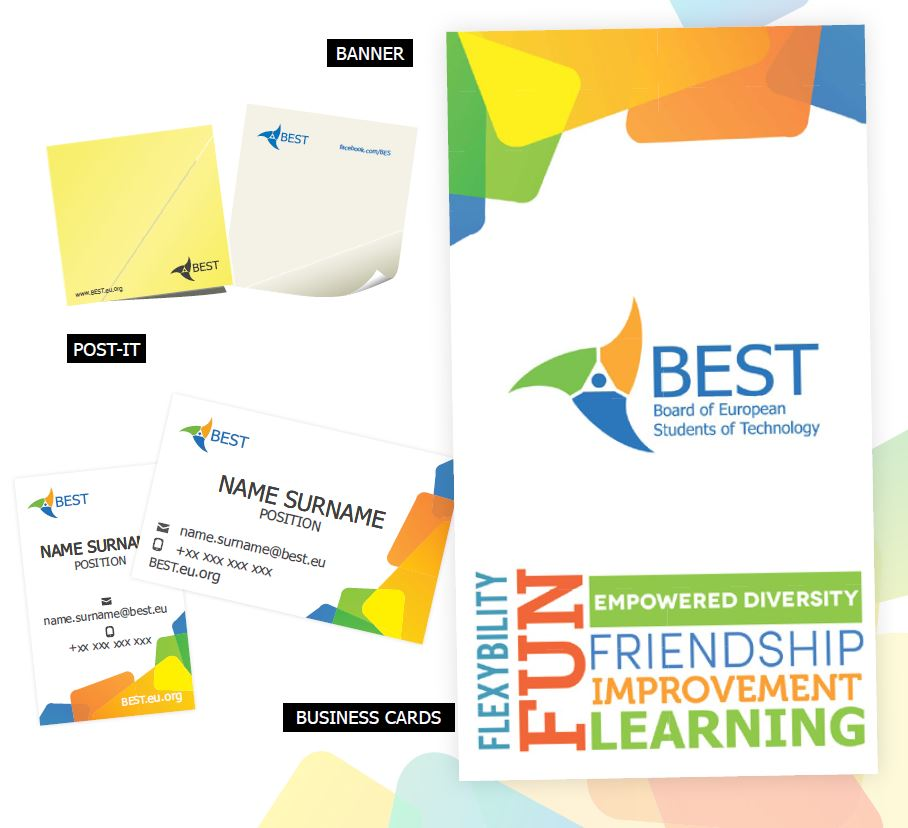 BANNER
BEST
facebook.com/BES
BEST
www.BEST.eu.org
POST-IT
BEST
NAME SURNAME
POSITION
name.surname@best.eu
+xx xxx xxx xxx
BEST.eu.org
BEST
NAME SURNA
POSITION
name.surname@best.eu
+xx xxx xxx xxx
BEST.eu.org
BUSINESS CARDS
BEST
Board of European
Students of Technology
FLEXYBILITY
FUN
EMPOWERED DIVERSITY
FRIENDSHIP
IMPROVEMENT
LEARNING